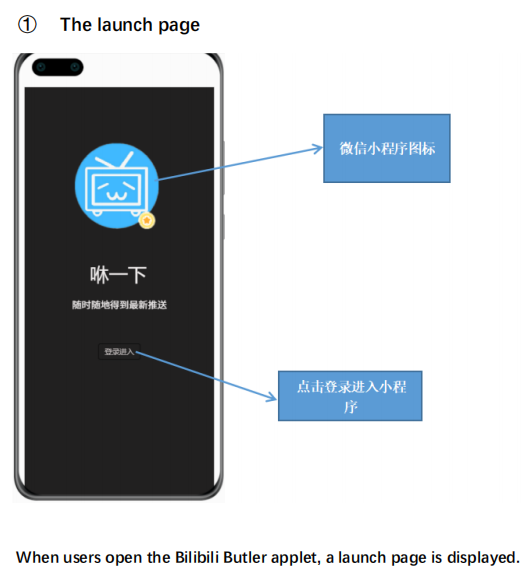 ① The launch page
微信小程序图标
咻一下
随时随地得到最新推送
登录进入
点击登录进入小程
序
When users open the Bilibili Butler applet, a launch page is displayed.